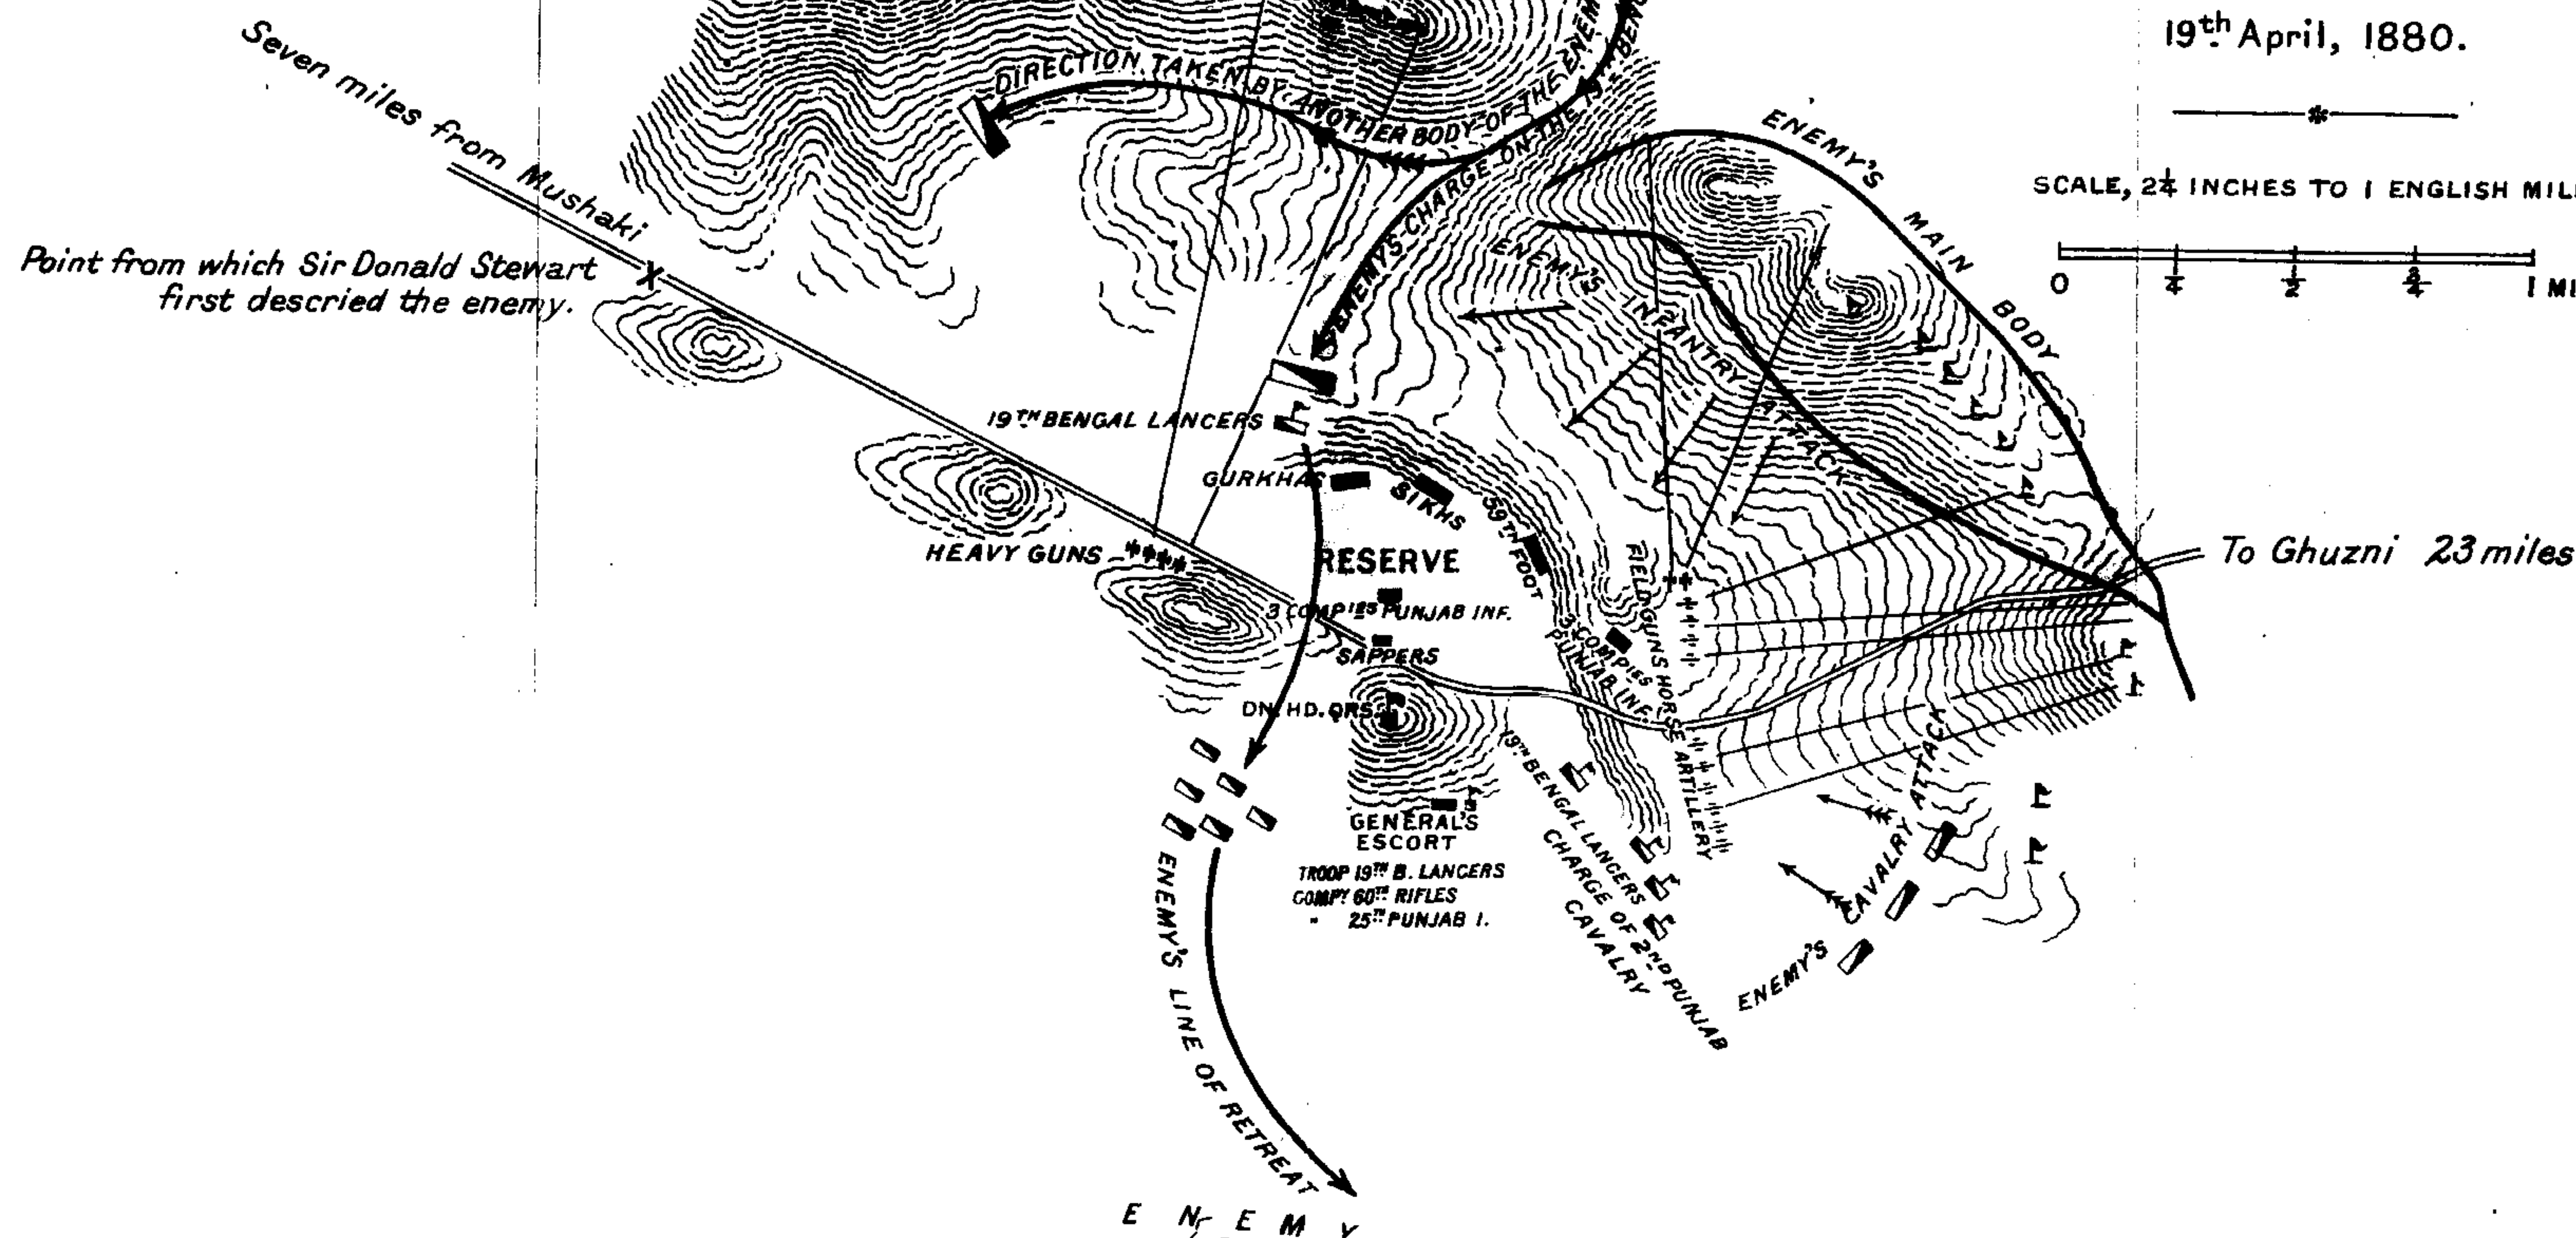 19th April, 1880.
SCALE, 2¼ INCHES TO 1 ENGLISH
0 ¼ ½ ¾ 1
Seven miles from Mushaki
Point from which Sir Donald Stewart
first descried the enemy.
X
DIRECTION TAKEN BY ANOTHER BODY OF THE
ENEMY'S CHARGE ON THE 19TH
ENEMY'S MAIN BODY
ENEMY'S INFANTRY ATTACK
19TH BENGAL LANCERS
GURKHAS
SIKHS
59TH FOOT
HEAVY GUNS
RESERVE
3 COMPIES PUNJAB INF.
SAPPERS
3 COMPIES
PUNJAB INF.
FIELD GUNS
HORSE ARTILLERY
To Ghuzni 23 miles
DN. HD. QRS.
GENERAL'S
ESCORT
TROOP 19TH B. LANCERS
COMPY 60TH RIFLES
" 25TH PUNJAB I.
19TH BENGAL LANCERS
CHARGE OF 2ND PUNJAB
CAVALRY
ENEMY'S CAVALRY ATTACK
ENEMY'S LINE OF RETREAT
ENEMY